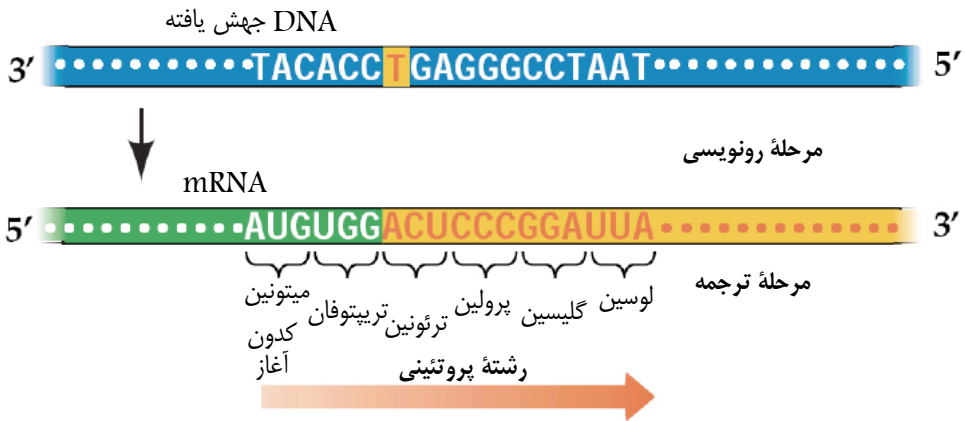 DNA جهش یافته
3′ TACACCTGAGGGCCTAAT 5′
مرحلهٔ رونویسی
mRNA
5′ AUGUGGACUCCCGGAUUA 3′
میتونین تریپتوفان ترئونین پرولین گلیسین لوسین
کدون
آغاز
مرحلهٔ ترجمه
رشتهٔ پروتئینی